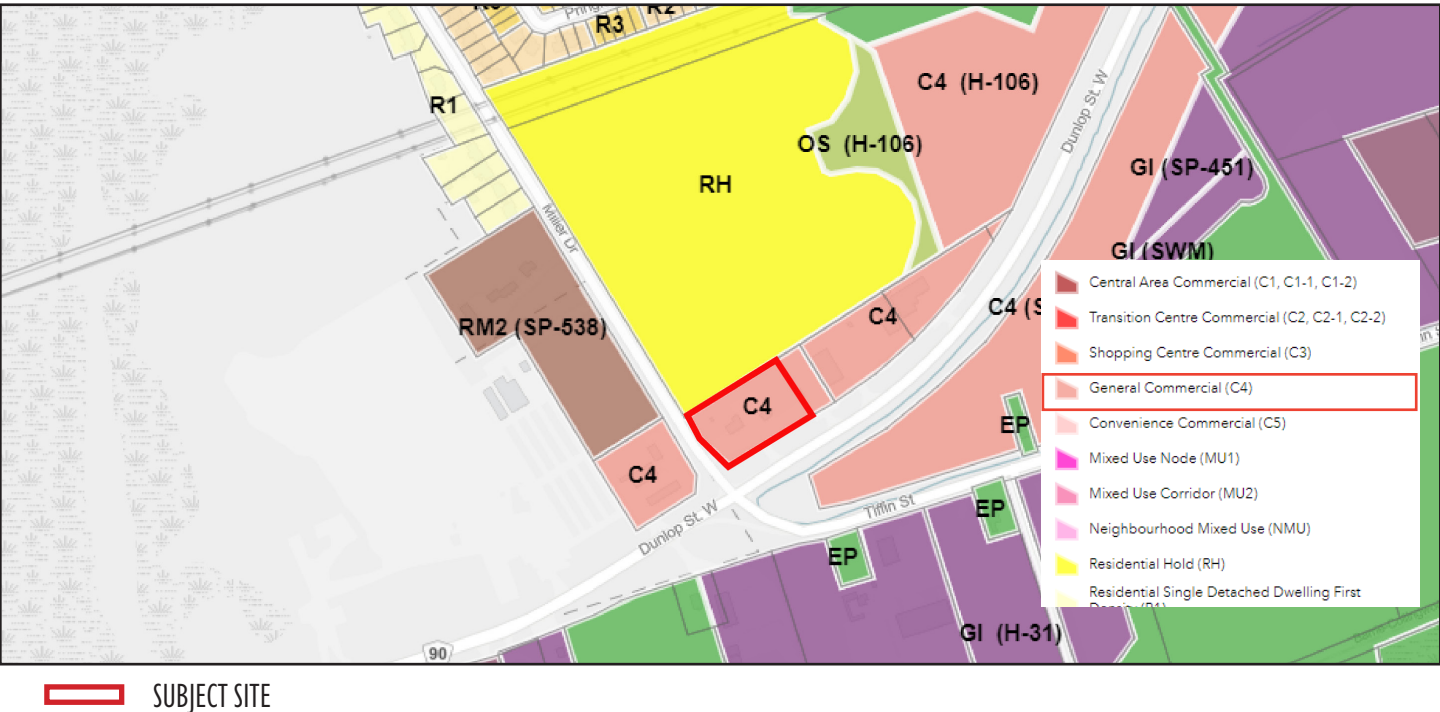 Pring
R2
R3
R1
C4 (H-106)
Dunlop St. W
OS (H-106)
GI (SP-451)
RH
Miller Dr
GI (SWM)
RM2 (SP-538)
C4
C4 (S
C4
EP
C4
Dunlop St. W
Tiffin St
EP
EP
GI (H-31)
90
Central Area Commercial (C1, C1-1, C1-2)
Transition Centre Commercial (C2, C2-1, C2-2)
Shopping Centre Commercial (C3)
General Commercial (C4)
Convenience Commercial (C5)
Mixed Use Node (MU1)
Mixed Use Corridor (MU2)
Neighbourhood Mixed Use (NMU)
Residential Hold (RH)
Residential Single Detached Dwelling First
Density (R1)
SUBJECT SITE